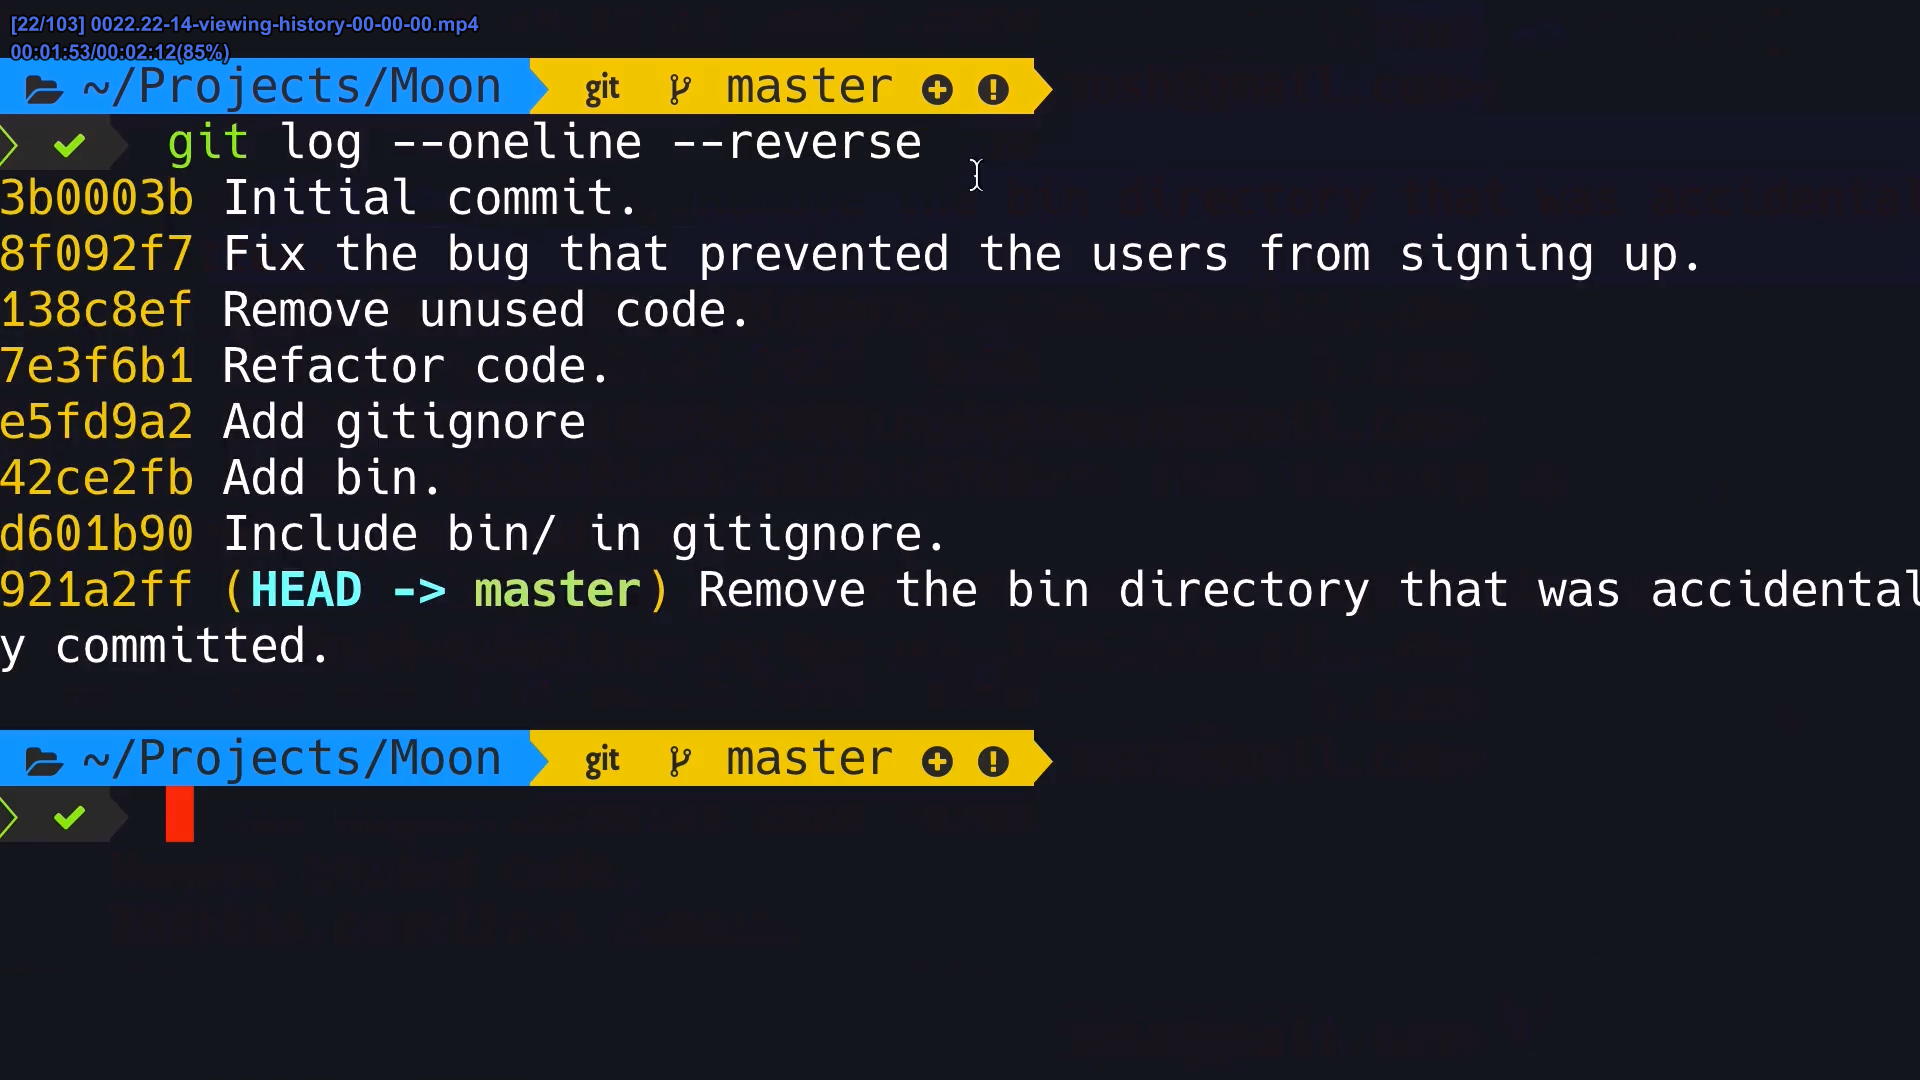 [22/103] 0022.22-14-viewing-history-00-00-00.mp4
00:01:53/00:02:12(85%)
~/Projects/Moon git master
git log --oneline --reverse
3b0003b Initial commit.
8f092f7 Fix the bug that prevented the users from signing up.
138c8ef Remove unused code.
7e3f6b1 Refactor code.
e5fd9a2 Add gitignore
42ce2fb Add bin.
d601b90 Include bin/ in gitignore.
921a2ff (HEAD -> master) Remove the bin directory that was accidental
y committed.
~/Projects/Moon git master